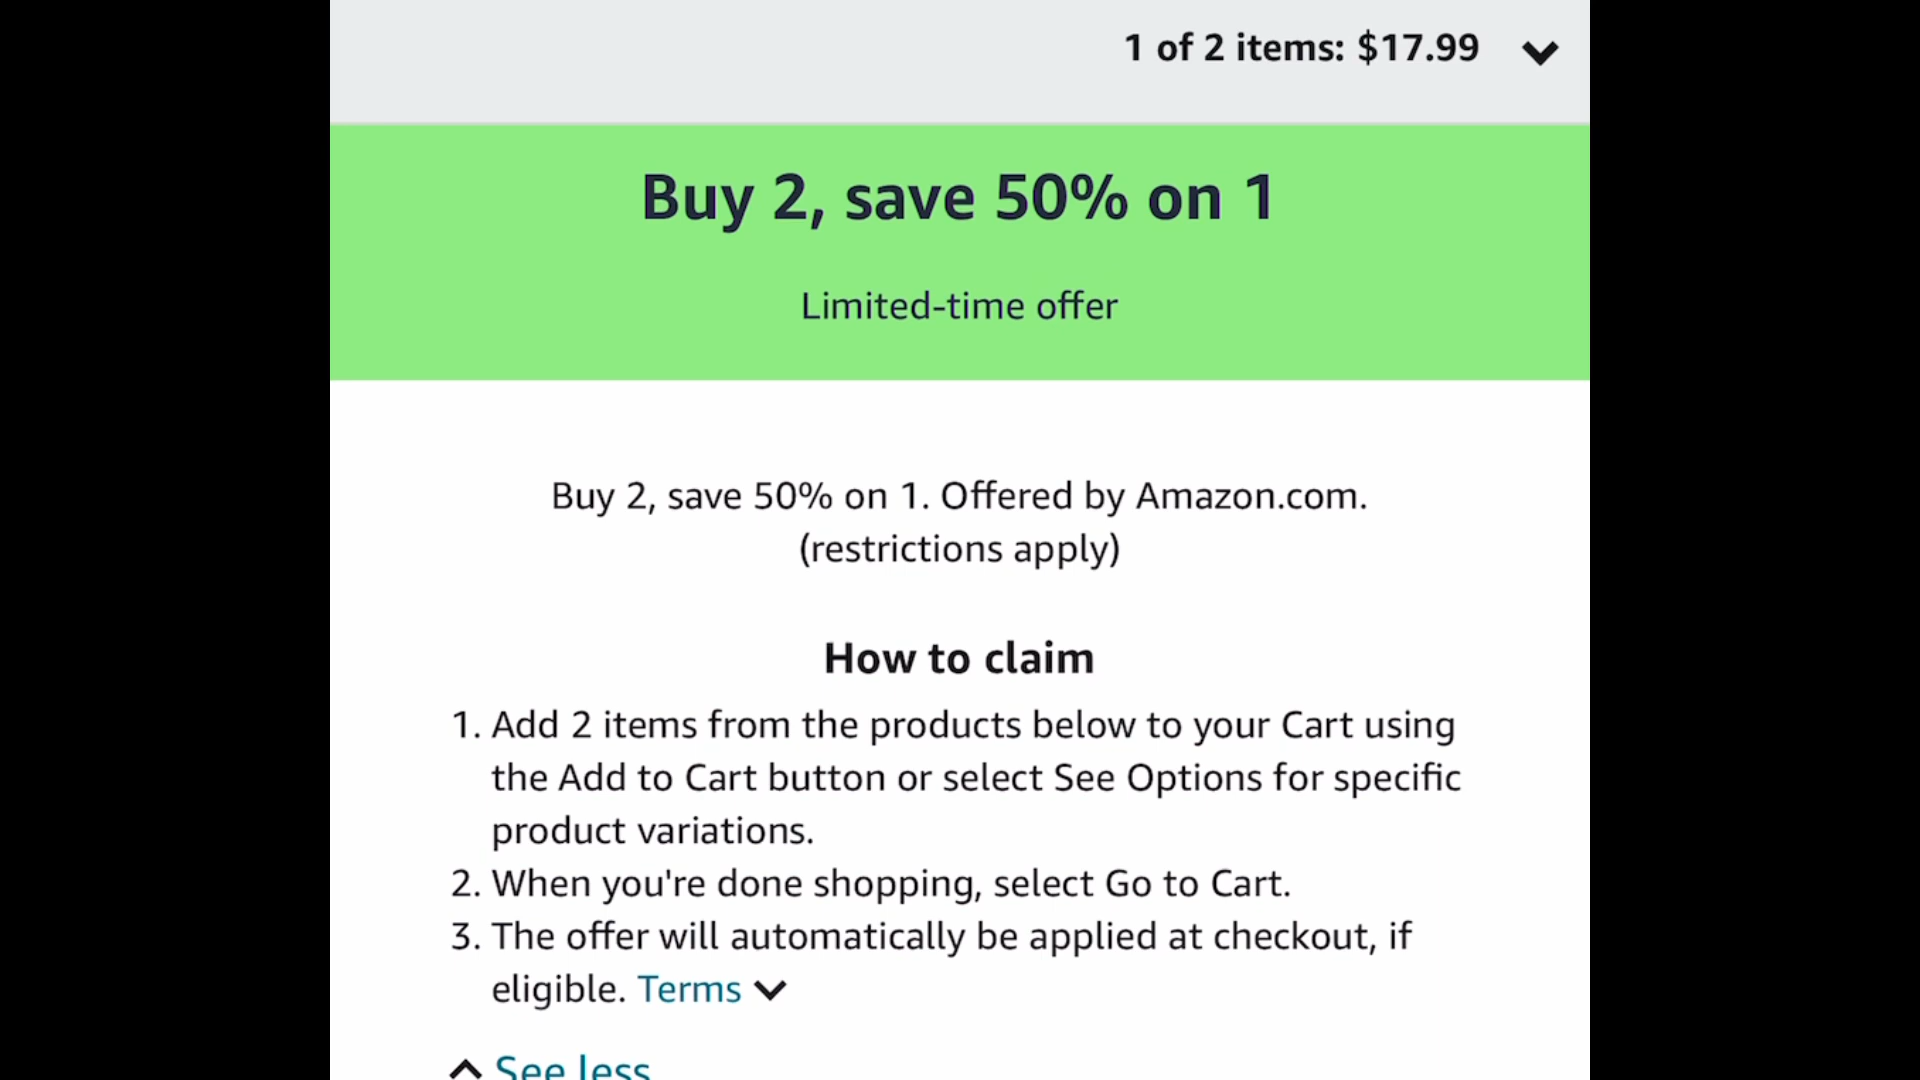 1 of 2 items: $17.99
Buy 2, save 50% on 1
Limited-time offer
Buy 2, save 50% on 1. Offered by Amazon.com.
(restrictions apply)
How to claim
1. Add 2 items from the products below to your Cart using
the Add to Cart button or select See Options for specific
product variations.
2. When you're done shopping, select Go to Cart.
3. The offer will automatically be applied at checkout, if
eligible. Terms
See less